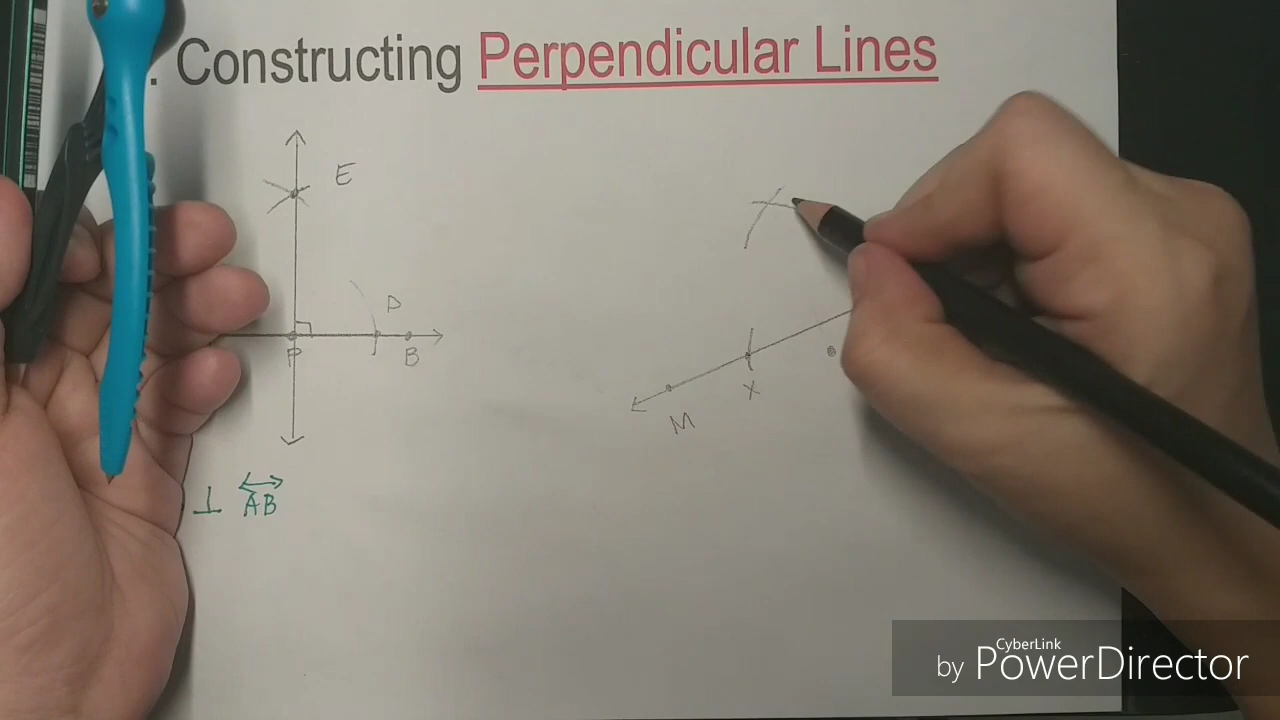 . Constructing Perpendicular Lines
E
D
P
B
X
M
⊥ AB
CyberLink
by PowerDirector